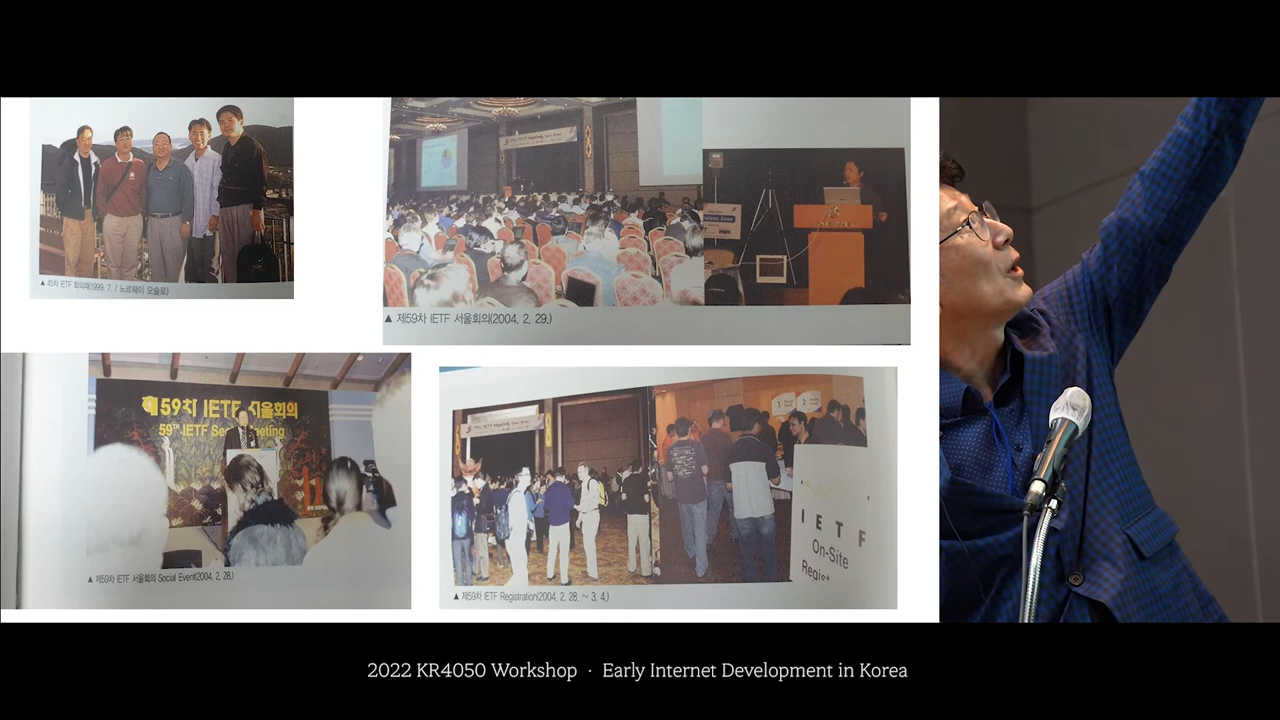 ▲ 45차 IETF 회의때(1999. 7. / 노르웨이 오슬로)
▲ 제59차 IETF 서울회의(2004. 2. 29.)
제59차 IETF 서울회의
59TH IETF Seoul Meeting
▲ 제59차 IETF 서울회의 Social Event(2004. 2. 28.)
I E T F
On-Site
▲ 제59차 IETF Registration(2004. 2. 28. ~ 3. 4.)
2022 KR4050 Workshop · Early Internet Development in Korea